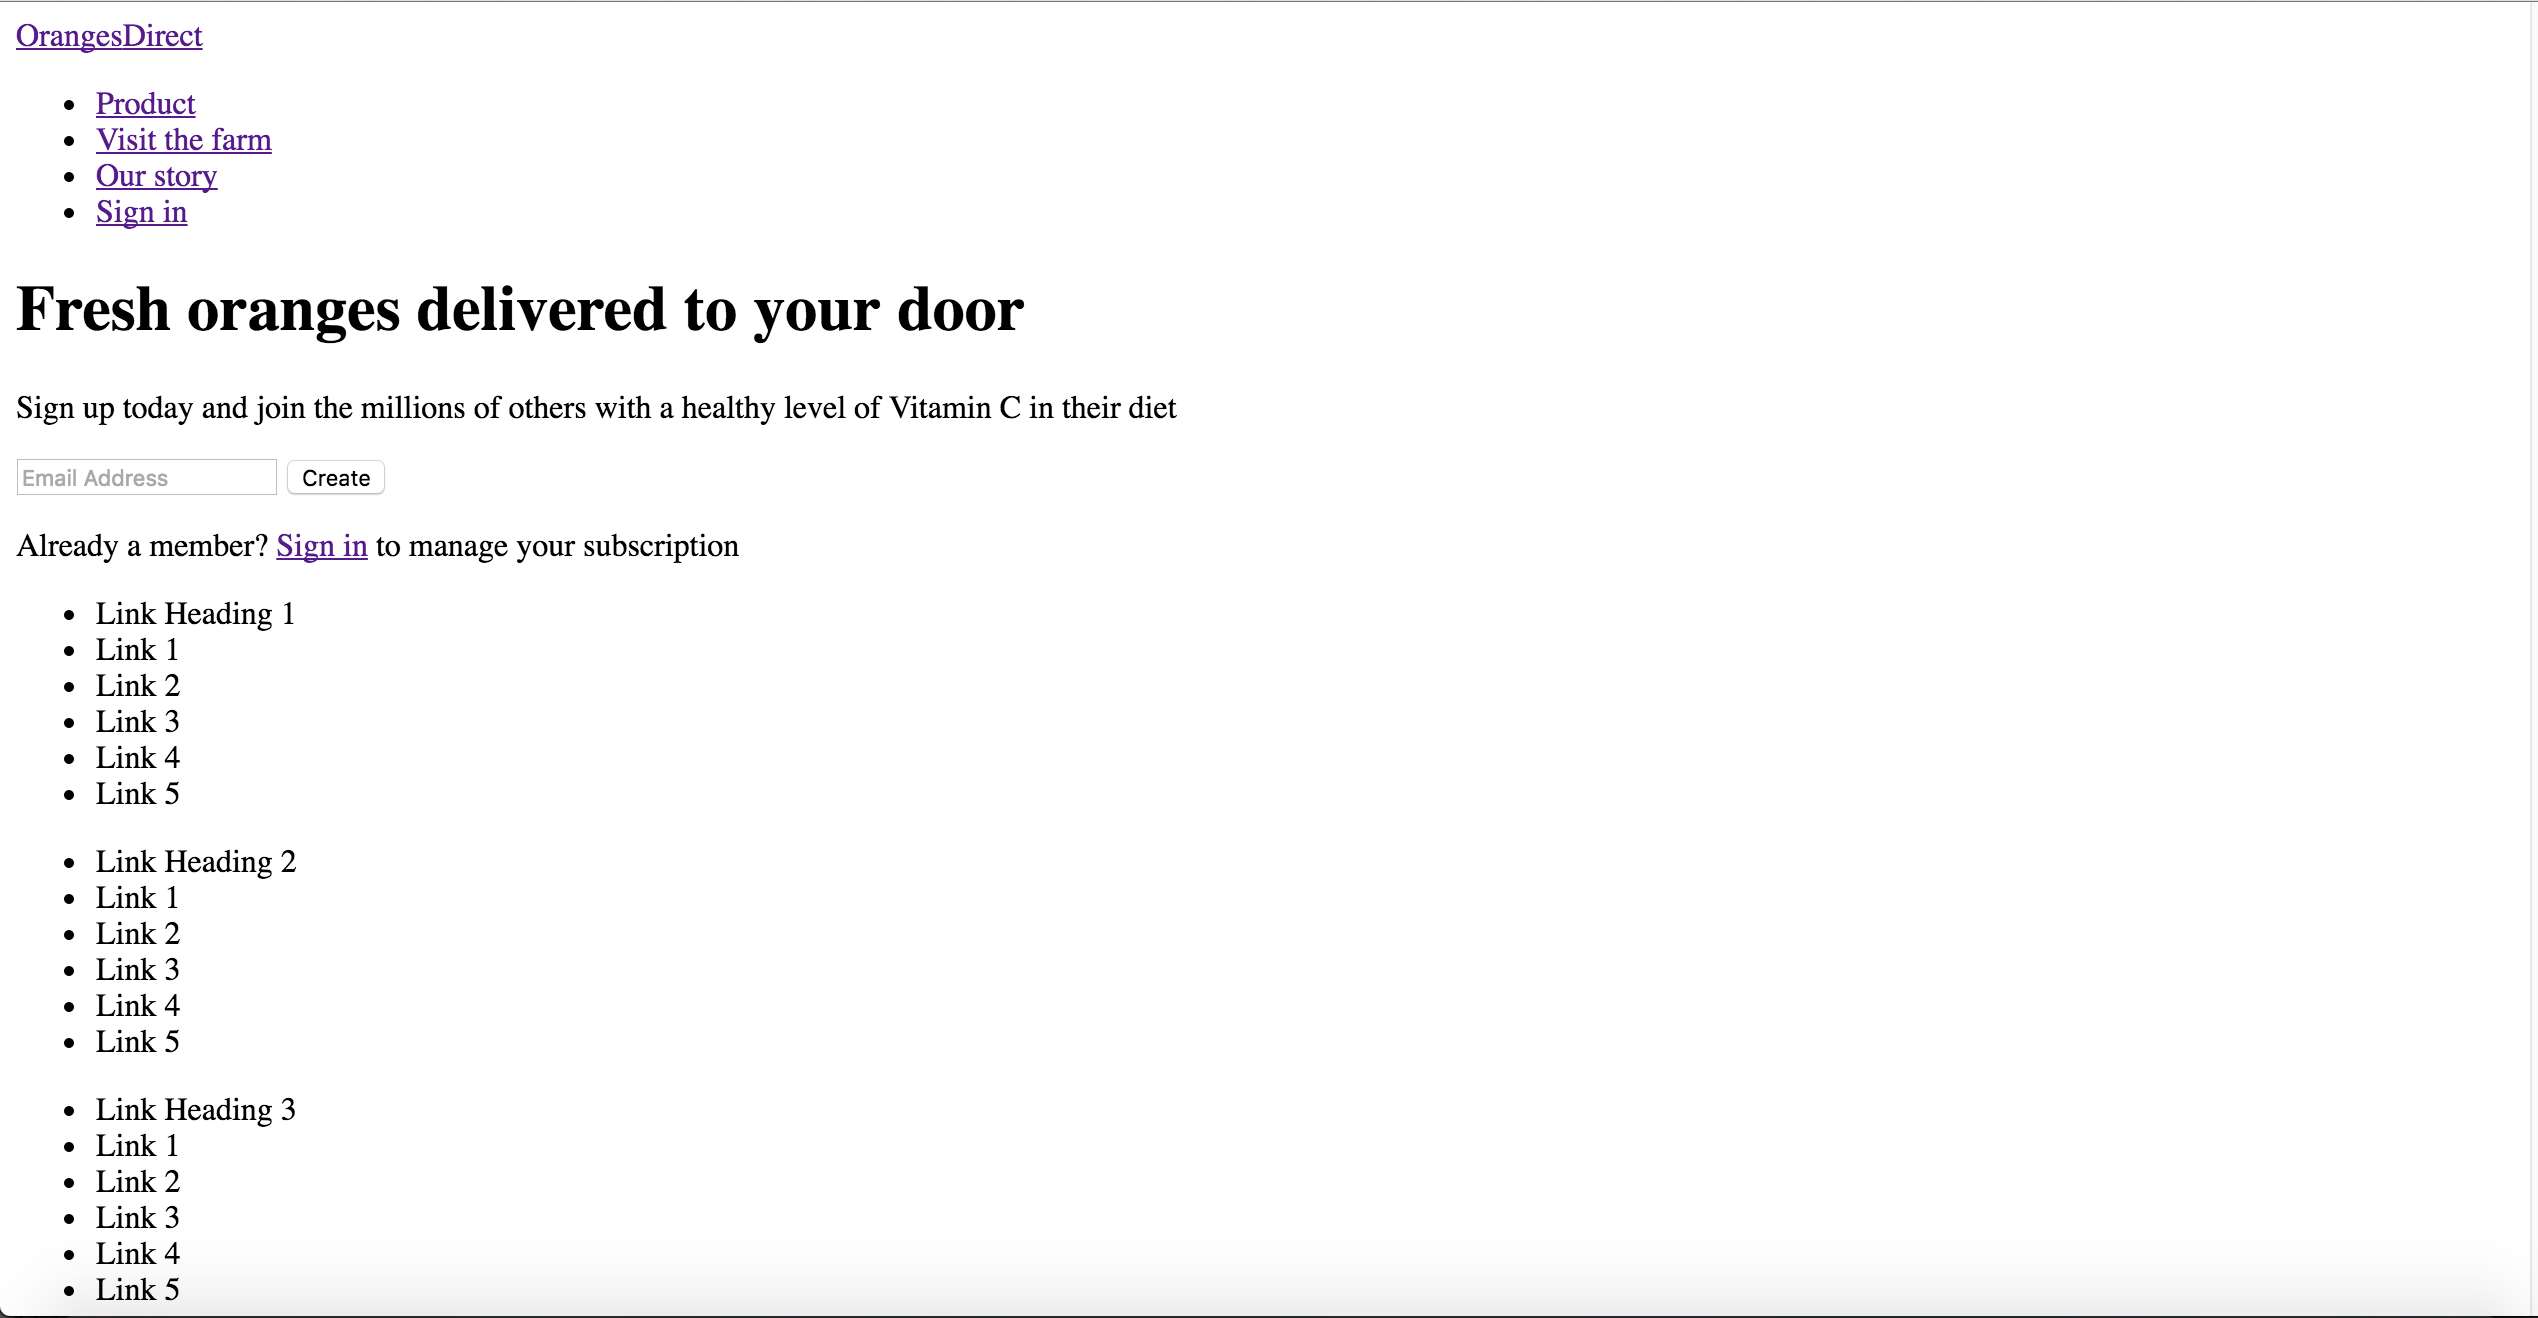 OrangesDirect
Product
Visit the farm
Our story
Sign in
Fresh oranges delivered to your door
Sign up today and join the millions of others with a healthy level of Vitamin C in their diet
Email Address Create
Already a member? Sign in to manage your subscription
Link Heading 1
Link 1
Link 2
Link 3
Link 4
Link 5
Link Heading 2
Link 1
Link 2
Link 3
Link 4
Link 5
Link Heading 3
Link 1
Link 2
Link 3
Link 4
Link 5